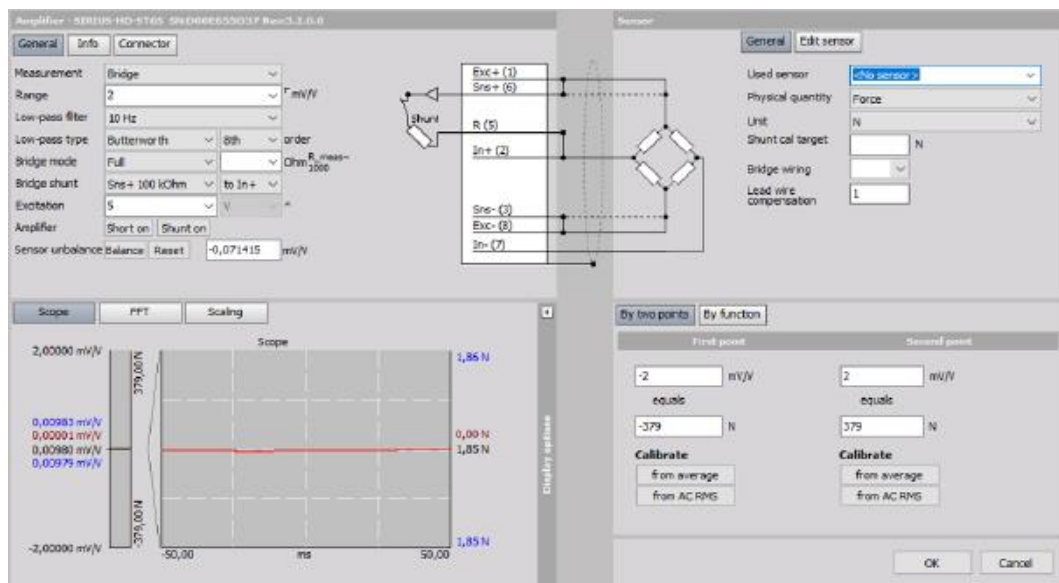 Amplifier - SIRIUS-HD-STGS SN:D00E655D37 Rev:3.2.0.0
General Info Connector
Measurement Bridge
Range 2 mV/V
Low-pass filter 10 Hz
Low-pass type Butterworth 8th order
Bridge mode Full Ohm R_meas~
1000
Bridge shunt Sns+ 100 kOhm to In+
Excitation 5 V
Amplifier Short on Shunt on
Sensor unbalance Balance Reset -0,071415 mV/V
Exc+ (1)
Sns+ (6)
Shunt
R (5)
In+ (2)
Sns- (3)
Exc- (8)
In- (7)
Sensor
General Edit sensor
Used sensor <No sensor>
Physical quantity Force
Unit N
Shunt cal target N
Bridge wiring
Lead wire
compensation 1
Scope FFT Scaling
Scope
2,00000 mV/V
379,00 N
1,86 N
0,00983 mV/V
0,00001 mV/V
0,00980 mV/V
0,00979 mV/V
0,00 N
1,85 N
-379,00 N
-2,00000 mV/V
1,85 N
-50,00 ms 50,00
Display options
By two points By function
First point Second point
-2 mV/V 2 mV/V
equals equals
-379 N 379 N
Calibrate Calibrate
from average from average
from AC RMS from AC RMS
OK Cancel